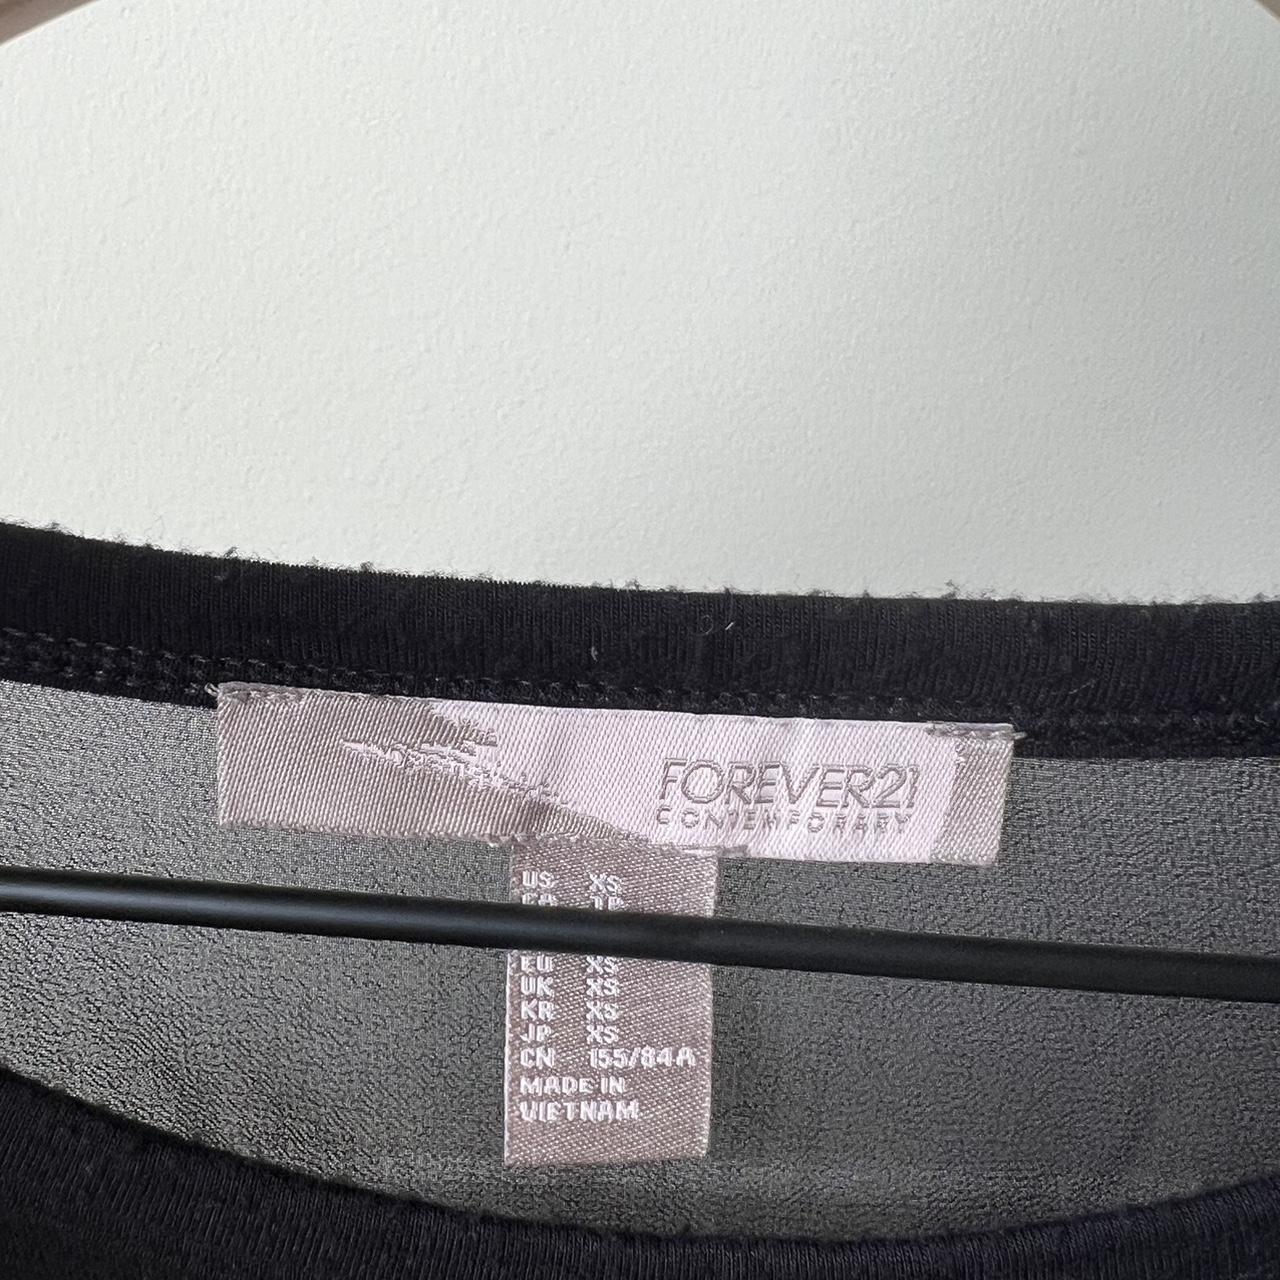 FOREVER21
CONTEMPORARY
US XS
EU XS
UK XS
KR XS
JP XS
CN 155/84A
MADE IN
VIETNAM